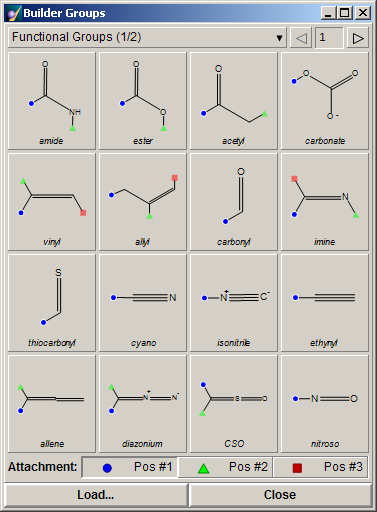 Builder Groups
Functional Groups (1/2)
1
O
NH
amide
O
O
ester
O
acetyl
O
O
O-
carbonate
vinyl
allyl
O
carbonyl
N
imine
S
thiocarbonyl
N
cyano
N+
C-
isonitrile
ethynyl
allene
N+
N-
diazonium
S
O
CSO
N
O
nitroso
Attachment:
Pos #1
Pos #2
Pos #3
Load...
Close